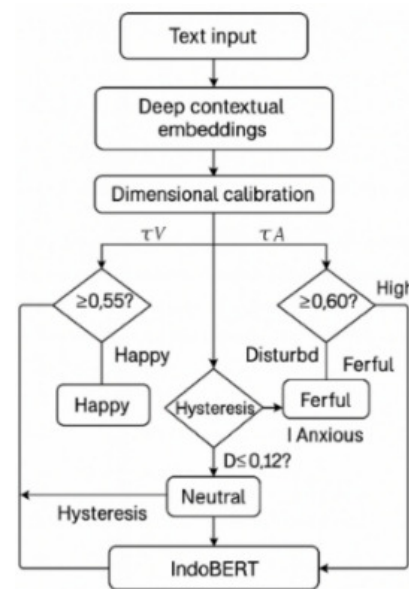 Text input
Deep contextual
embeddings
Dimensional calibration
τV
τA
≥0,55?
≥0,60?
High
Happy
Disturbd
Ferful
Happy
Hysteresis
Ferful
I Anxious
D≤0,12?
Hysteresis
Neutral
IndoBERT